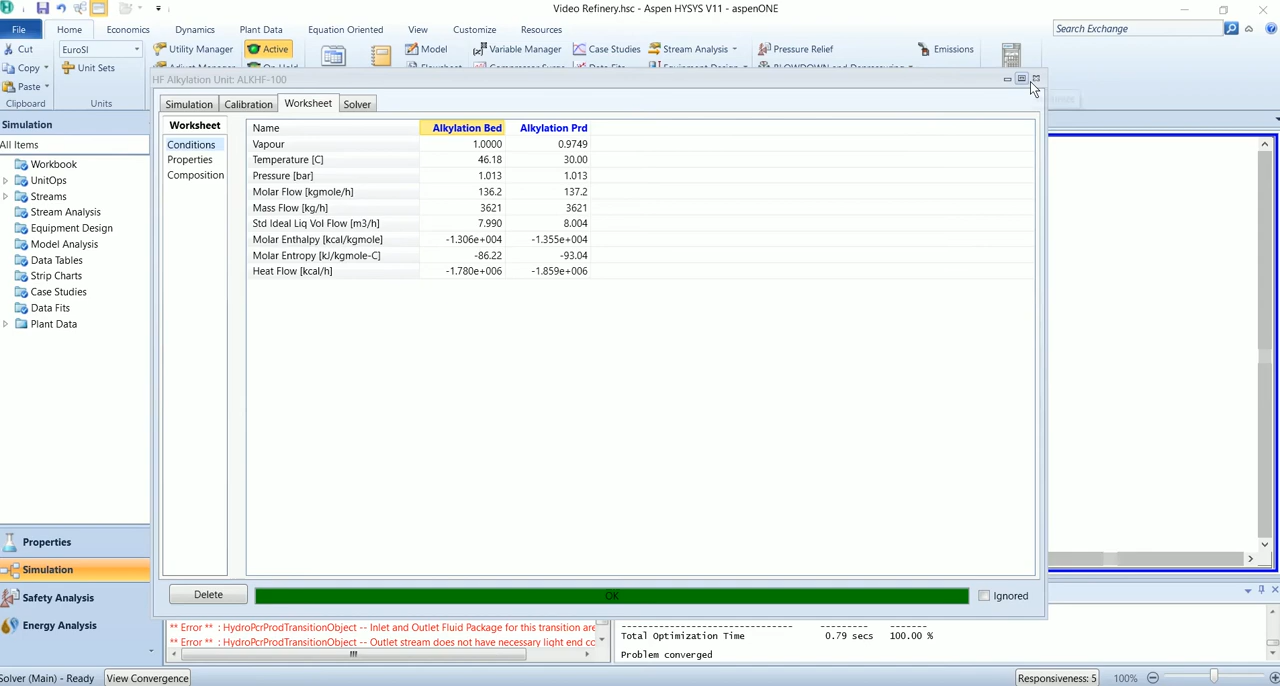 Video Refinery.hsc - Aspen HYSYS V11 - aspenONE
File Home Economics Dynamics Plant Data Equation Oriented View Customize Resources Search Exchange
Cut EuroSI Utility Manager Active Model Variable Manager Case Studies Stream Analysis Pressure Relief Emissions
Copy Unit Sets
Paste
Clipboard Units
HF Alkylation Unit: ALKHF-100
Simulation Calibration Worksheet Solver
Simulation
All Items
Workbook
UnitOps
Streams
Stream Analysis
Equipment Design
Model Analysis
Data Tables
Strip Charts
Case Studies
Data Fits
Plant Data
Properties
Simulation
Safety Analysis
Energy Analysis
Worksheet
Conditions
Properties
Composition
Name Alkylation Bed Alkylation Prd
Vapour 1.0000 0.9749
Temperature [C] 46.18 30.00
Pressure [bar] 1.013 1.013
Molar Flow [kgmole/h] 136.2 137.2
Mass Flow [kg/h] 3621 3621
Std Ideal Liq Vol Flow [m3/h] 7.990 8.004
Molar Enthalpy [kcal/kgmole] -1.306e+004 -1.355e+004
Molar Entropy [kJ/kgmole-C] -86.22 -93.04
Heat Flow [kcal/h] -1.780e+006 -1.859e+006
Delete OK Ignored
** Error ** : HydroPcrProdTransitionObject -- Inlet and Outlet Fluid Package for this transition are
** Error ** : HydroPcrProdTransitionObject -- Outlet stream does not have necessary light end
Total Optimization Time 0.79 secs 100.00 %
Problem converged
Solver (Main) - Ready View Convergence Responsiveness: 5 100%